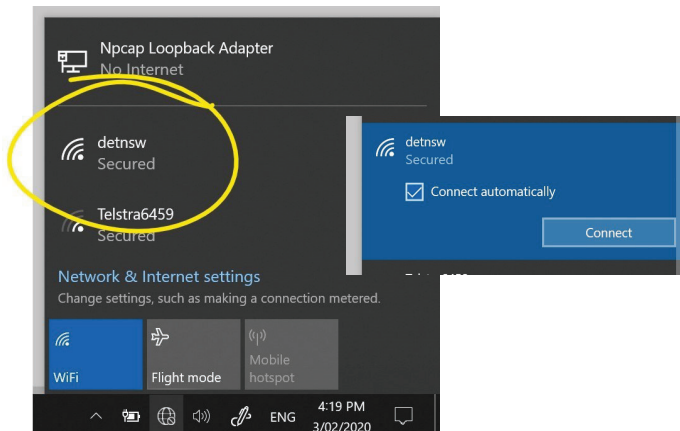 Npcap Loopback Adapter
No Internet
detnsw
Secured
Telstra6459
Secured
Network & Internet settings
Change settings, such as making a connection metered.
WiFi
Flight mode
Mobile
hotspot
ENG
4:19 PM
3/02/2020
detnsw
Secured
Connect automatically
Connect